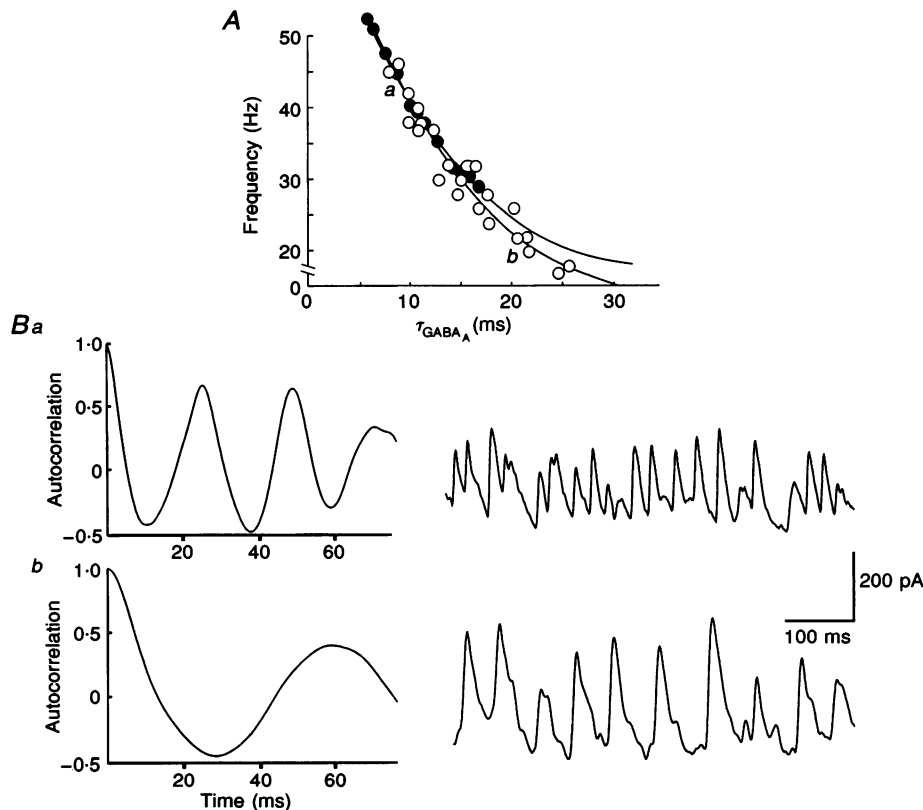 A
Frequency (Hz)
50
40
30
20
0
a
b
0 10 20 30
τGABAA (ms)
B a
Autocorrelation
1·0
0·5
0
−0·5
20 40 60
b
Autocorrelation
1·0
0·5
0
−0·5
20 40 60
Time (ms)
200 pA
100 ms